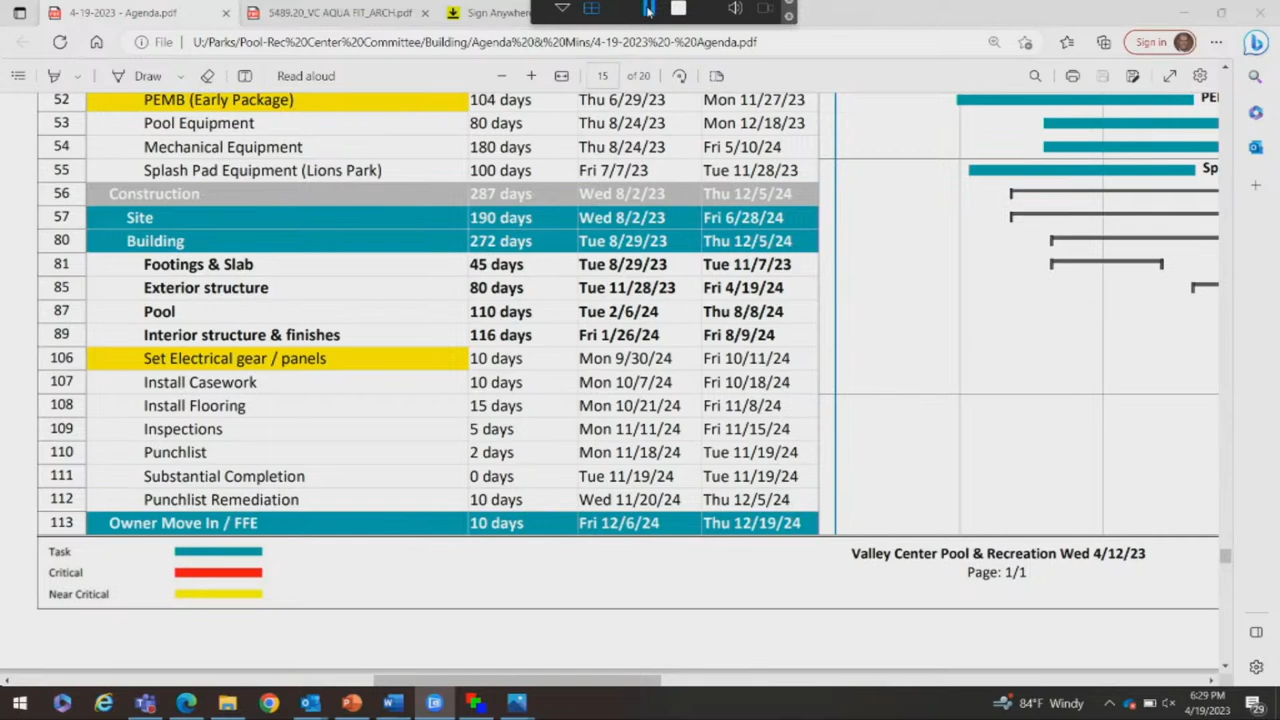 4-19-2023 - Agenda.pdf
5489.20_VC AQUA FIT_ARCH.pdf
Sign Anywhere
File
U:/Parks/Pool-Rec%20Center%20Committee/Building/Agenda%20&%20Mins/4-19-2023%20-%20Agenda.pdf
Sign in
Draw
Read aloud
15 of 20
52 PEMB (Early Package) 104 days Thu 6/29/23 Mon 11/27/23
53 Pool Equipment 80 days Thu 8/24/23 Mon 12/18/23
54 Mechanical Equipment 180 days Thu 8/24/23 Fri 5/10/24
55 Splash Pad Equipment (Lions Park) 100 days Fri 7/7/23 Tue 11/28/23 Sp
56 Construction 287 days Wed 8/2/23 Thu 12/5/24
57 Site 190 days Wed 8/2/23 Fri 6/28/24
80 Building 272 days Tue 8/29/23 Thu 12/5/24
81 Footings & Slab 45 days Tue 8/29/23 Tue 11/7/23
85 Exterior structure 80 days Tue 11/28/23 Fri 4/19/24
87 Pool 110 days Tue 2/6/24 Thu 8/8/24
89 Interior structure & finishes 116 days Fri 1/26/24 Fri 8/9/24
106 Set Electrical gear / panels 10 days Mon 9/30/24 Fri 10/11/24
107 Install Casework 10 days Mon 10/7/24 Fri 10/18/24
108 Install Flooring 15 days Mon 10/21/24 Fri 11/8/24
109 Inspections 5 days Mon 11/11/24 Fri 11/15/24
110 Punchlist 2 days Mon 11/18/24 Tue 11/19/24
111 Substantial Completion 0 days Tue 11/19/24 Tue 11/19/24
112 Punchlist Remediation 10 days Wed 11/20/24 Thu 12/5/24
113 Owner Move In / FFE 10 days Fri 12/6/24 Thu 12/19/24
Task
Critical
Near Critical
Valley Center Pool & Recreation Wed 4/12/23
Page: 1/1
84°F Windy
6:29 PM
4/19/2023
29